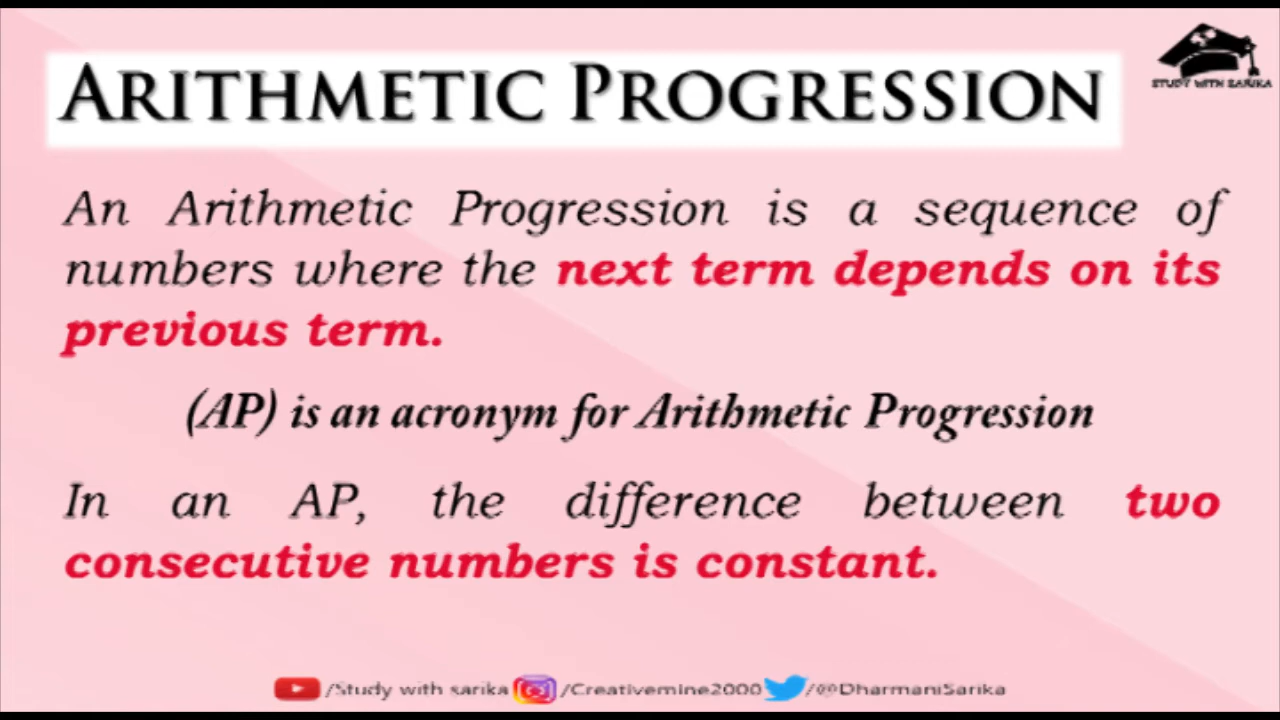 ARITHMETIC PROGRESSION
STUDY WITH SARIKA
An Arithmetic Progression is a sequence of
numbers where the next term depends on its
previous term.
(AP) is an acronym for Arithmetic Progression
In an AP, the difference between two
consecutive numbers is constant.
/Study with sarika /Creativemine2000 /@DharmaniSarika